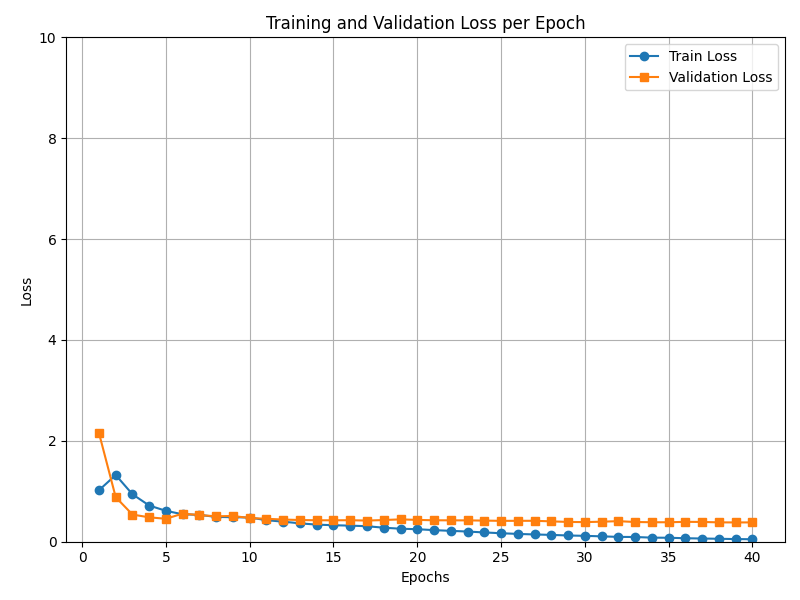 Training and Validation Loss per Epoch
Train Loss
Validation Loss
Loss
10
8
6
4
2
0
0 5 10 15 20 25 30 35 40
Epochs